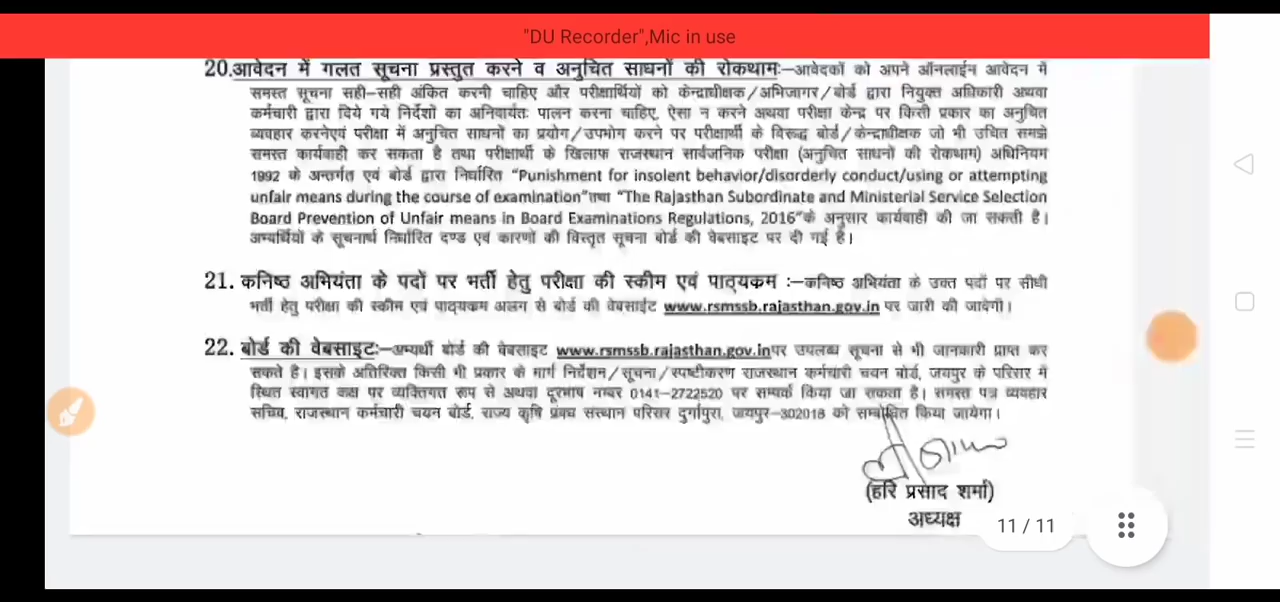 "DU Recorder",Mic in use
20.आवेदन में गलत सूचना प्रस्तुत करने व अनुचित साधनों की रोकथामः–आवेदकों को अपने ऑनलाईन आवेदन में
समस्त सूचना सही-सही अंकित करनी चाहिए और परीक्षार्थियों को केन्द्राधीक्षक/अभिजागर/बोर्ड द्वारा नियुक्त अधिकारी अथवा
कर्मचारी द्वारा दिये गये निर्देशों का अनिवार्यतः पालन करना चाहिए, ऐसा न करने अथवा परीक्षा केन्द्र पर किसी प्रकार का अनुचित
व्यवहार करनेएवं परीक्षा में अनुचित साधनों का प्रयोग/उपभोग करने पर परीक्षार्थी के विरूद्ध बोर्ड/केन्द्राधीक्षक जो भी उचित समझे
समस्त कार्यवाही कर सकता है तथा परीक्षार्थी के खिलाफ राजस्थान सार्वजनिक परीक्षा (अनुचित साधनों की रोकथाम) अधिनियम
1992 के अन्तर्गत एवं बोर्ड द्वारा निर्धारित "Punishment for insolent behavior/disorderly conduct/using or attempting
unfair means during the course of examination"तथा "The Rajasthan Subordinate and Ministerial Service Selection
Board Prevention of Unfair means in Board Examinations Regulations, 2016"के अनुसार कार्यवाही की जा सकती है।
अभ्यर्थियों के सूचनार्थ निर्धारित दण्ड एवं कारणों की विस्तृत सूचना बोर्ड की वेबसाइट पर दी गई है।
21. कनिष्ठ अभियंता के पदों पर भर्ती हेतु परीक्षा की स्कीम एवं पाठ्यकम :–कनिष्ठ अभियंता के उक्त पदों पर सीधी
भर्ती हेतु परीक्षा की स्कीम एवं पाठ्यकम अलग से बोर्ड की वेबसाईट www.rsmssb.rajasthan.gov.in पर जारी की जावेगी।
22. बोर्ड की वेबसाइटः–अभ्यर्थी बोर्ड की वेबसाइट www.rsmssb.rajasthan.gov.inपर उपलब्ध सूचना से भी जानकारी प्राप्त कर
सकते है। इसके अतिरिक्त किसी भी प्रकार के मार्ग निर्देशन/सूचना/स्पष्टीकरण राजस्थान कर्मचारी चयन बोर्ड, जयपुर के परिसर में
स्थित स्वागत कक्ष पर व्यक्तिगत रूप से अथवा दूरभाष नम्बर 0141-2722520 पर सम्पर्क किया जा सकता है। समस्त पत्र व्यवहार
सचिव, राजस्थान कर्मचारी चयन बोर्ड, राज्य कृषि प्रबंध संस्थान परिसर दुर्गापुरा, जयपुर–302018 को सम्बोधित किया जायेगा।
(हरि प्रसाद शर्मा)
अध्यक्ष
11 / 11